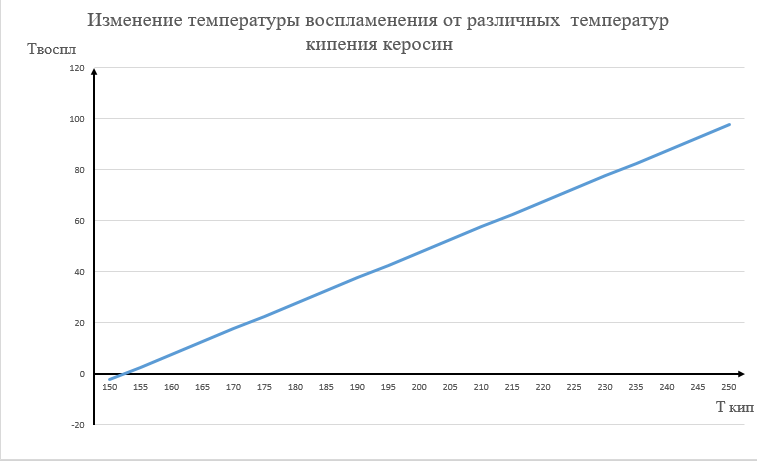 Изменение температуры воспламенения от различных температур
кипения керосин
Tвоспл
120
100
80
60
40
20
0
-20
150 155 160 165 170 175 180 185 190 195 200 205 210 215 220 225 230 235 240 245 250
Т кип